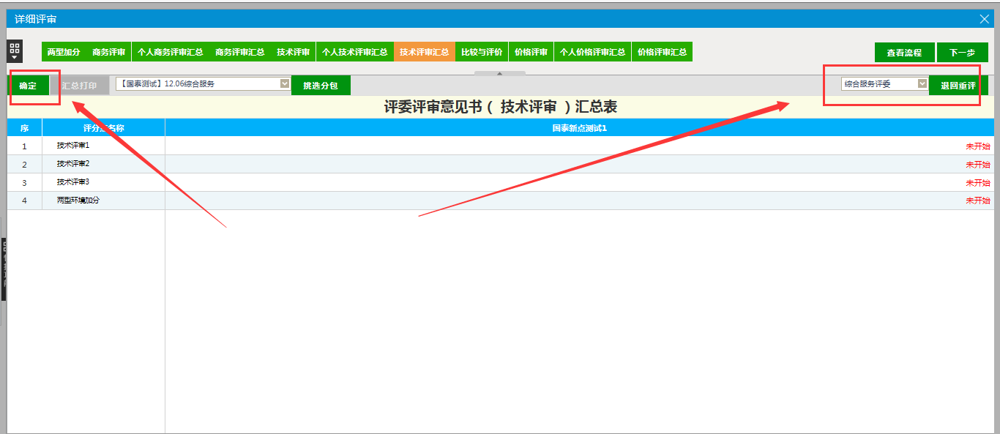 详细评审
两型加分 商务评审 个人商务评审汇总 商务评审汇总 技术评审 个人技术评审汇总 技术评审汇总 比较与评价 价格评审 个人价格评审汇总 价格评审汇总 查看流程 下一步
确定 汇总打印 【国泰测试】12.06综合服务 挑选分包 综合服务评委 退回重评
评委评审意见书（ 技术评审 ）汇总表
序 评分点名称 国泰新点测试1
1 技术评审1 未开始
2 技术评审2 未开始
3 技术评审3 未开始
4 两型环境加分 未开始